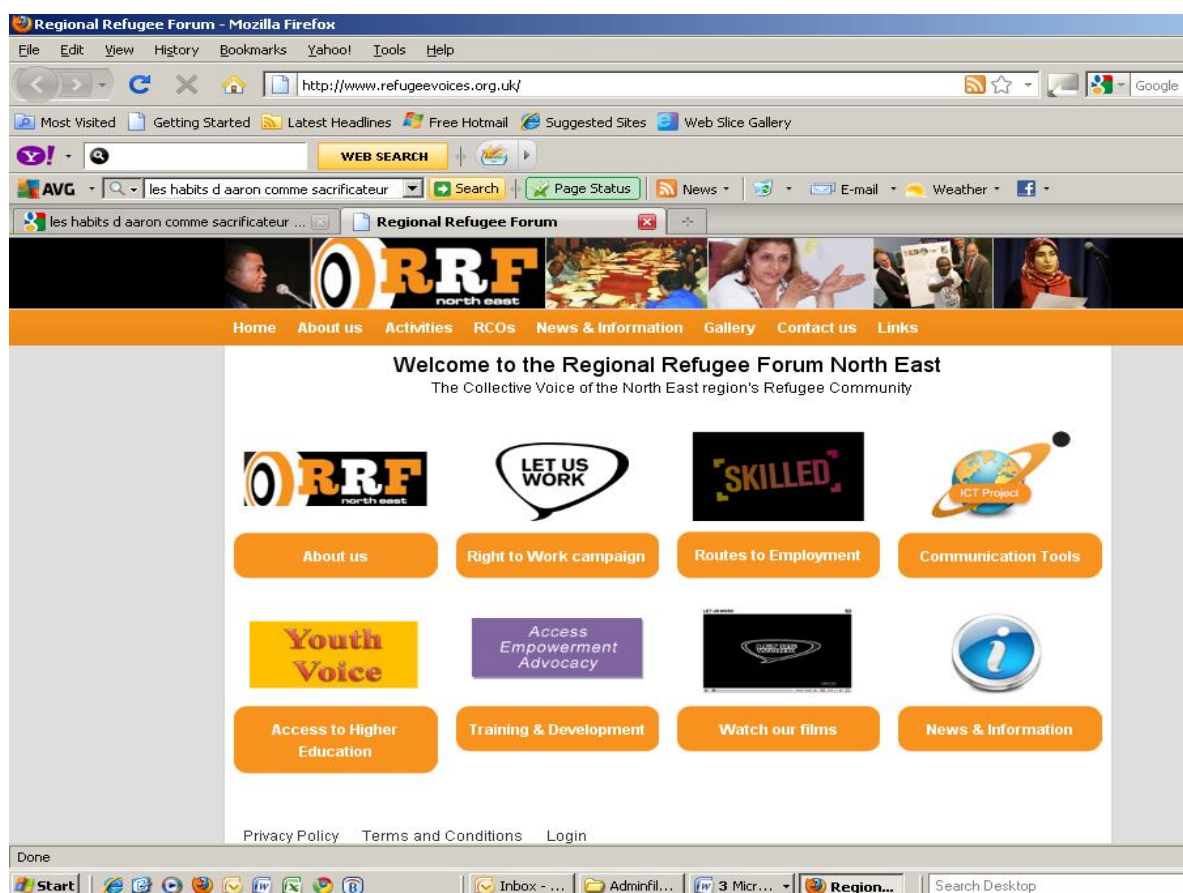 Regional Refugee Forum - Mozilla Firefox
File Edit View History Bookmarks Yahoo! Tools Help
http://www.refugeevoices.org.uk/ Google
Most Visited Getting Started Latest Headlines Free Hotmail Suggested Sites Web Slice Gallery
Y! WEB SEARCH
AVG les habits d aaron comme sacrificateur Search Page Status News E-mail Weather f
les habits d aaron comme sacrificateur ... Regional Refugee Forum
RRF
north east
Home About us Activities RCOs News & Information Gallery Contact us Links
Welcome to the Regional Refugee Forum North East
The Collective Voice of the North East region's Refugee Community
RRF
north east
LET US
WORK
SKILLED
ICT Project
About us Right to Work campaign Routes to Employment Communication Tools
Youth
Voice
Access
Empowerment
Advocacy
LET US WORK
i
Access to Higher
Education
Training & Development Watch our films News & Information
Privacy Policy Terms and Conditions Login
Done
Start Inbox - ... Adminfil... 3 Micr... Region... Search Desktop